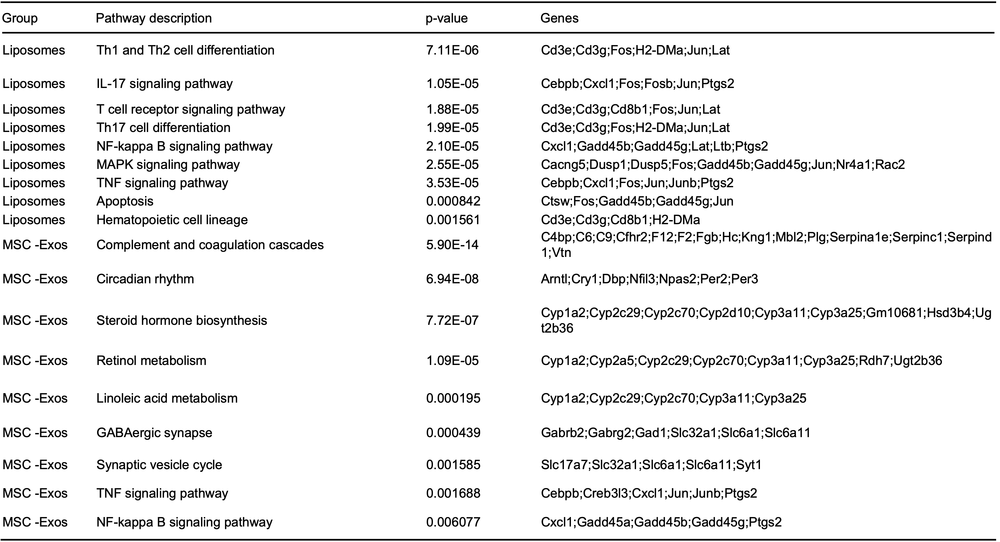 Group Pathway description p-value Genes
Liposomes Th1 and Th2 cell differentiation 7.11E-06 Cd3e;Cd3g;Fos;H2-DMa;Jun;Lat
Liposomes IL-17 signaling pathway 1.05E-05 Cebpb;Cxcl1;Fos;Fosb;Jun;Ptgs2
Liposomes T cell receptor signaling pathway 1.88E-05 Cd3e;Cd3g;Cd8b1;Fos;Jun;Lat
Liposomes Th17 cell differentiation 1.99E-05 Cd3e;Cd3g;Fos;H2-DMa;Jun;Lat
Liposomes NF-kappa B signaling pathway 2.10E-05 Cxcl1;Gadd45b;Gadd45g;Lat;Ltb;Ptgs2
Liposomes MAPK signaling pathway 2.55E-05 Cacng5;Dusp1;Dusp5;Fos;Gadd45b;Gadd45g;Jun;Nr4a1;Rac2
Liposomes TNF signaling pathway 3.53E-05 Cebpb;Cxcl1;Fos;Jun;Junb;Ptgs2
Liposomes Apoptosis 0.000842 Ctsw;Fos;Gadd45b;Gadd45g;Jun
Liposomes Hematopoietic cell lineage 0.001561 Cd3e;Cd3g;Cd8b1;H2-DMa
MSC -Exos Complement and coagulation cascades 5.90E-14 C4bp;C6;C9;Cfhr2;F12;F2;Fgb;Hc;Kng1;Mbl2;Plg;Serpina1e;Serpinc1;Serpind
1;Vtn
MSC -Exos Circadian rhythm 6.94E-08 Arntl;Cry1;Dbp;Nfil3;Npas2;Per2;Per3
MSC -Exos Steroid hormone biosynthesis 7.72E-07 Cyp1a2;Cyp2c29;Cyp2c70;Cyp2d10;Cyp3a11;Cyp3a25;Gm10681;Hsd3b4;Ug
t2b36
MSC -Exos Retinol metabolism 1.09E-05 Cyp1a2;Cyp2a5;Cyp2c29;Cyp2c70;Cyp3a11;Cyp3a25;Rdh7;Ugt2b36
MSC -Exos Linoleic acid metabolism 0.000195 Cyp1a2;Cyp2c29;Cyp2c70;Cyp3a11;Cyp3a25
MSC -Exos GABAergic synapse 0.000439 Gabrb2;Gabrg2;Gad1;Slc32a1;Slc6a1;Slc6a11
MSC -Exos Synaptic vesicle cycle 0.001585 Slc17a7;Slc32a1;Slc6a1;Slc6a11;Syt1
MSC -Exos TNF signaling pathway 0.001688 Cebpb;Creb3l3;Cxcl1;Jun;Junb;Ptgs2
MSC -Exos NF-kappa B signaling pathway 0.006077 Cxcl1;Gadd45a;Gadd45b;Gadd45g;Ptgs2